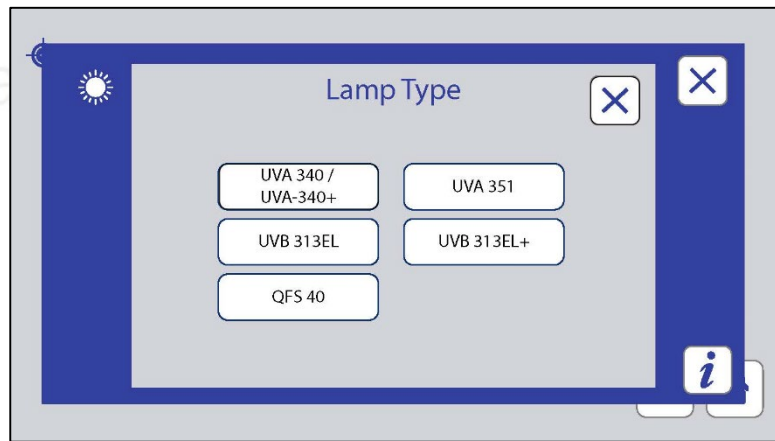 Lamp Type
UVA 340 /
UVA-340+
UVA 351
UVB 313EL
UVB 313EL+
QFS 40
i